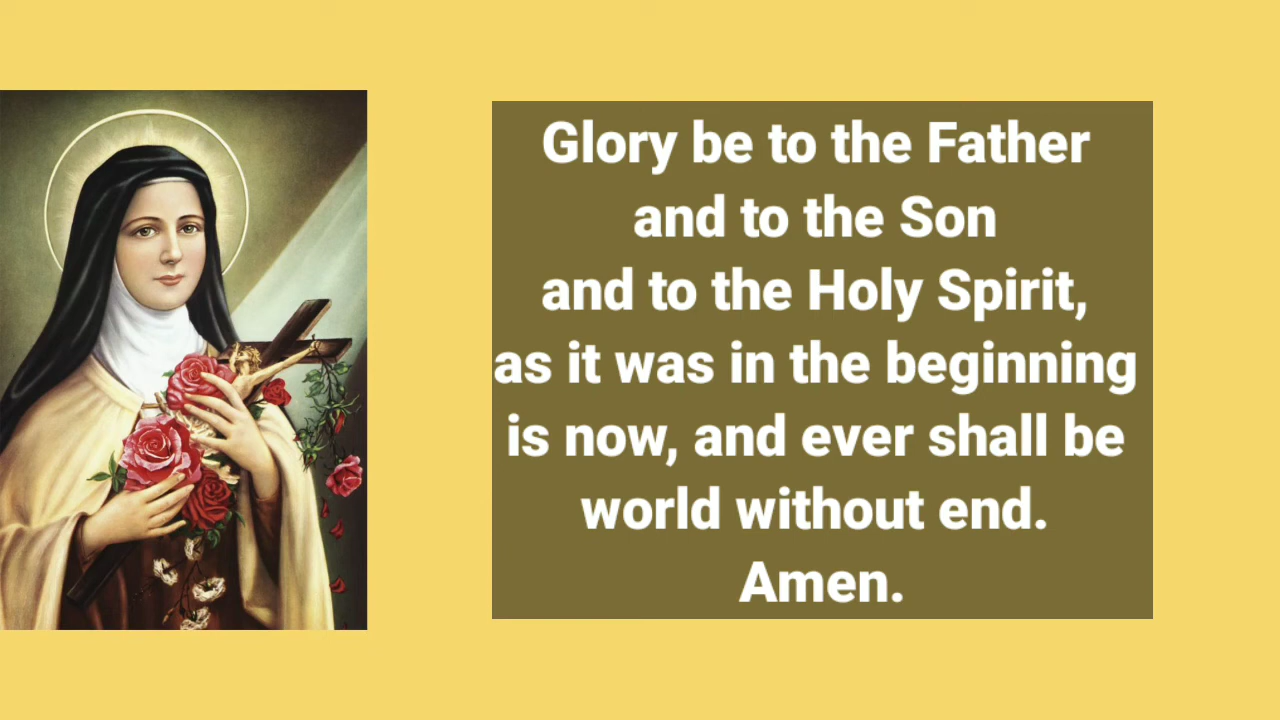 Glory be to the Father
and to the Son
and to the Holy Spirit,
as it was in the beginning
is now, and ever shall be
world without end.
Amen.